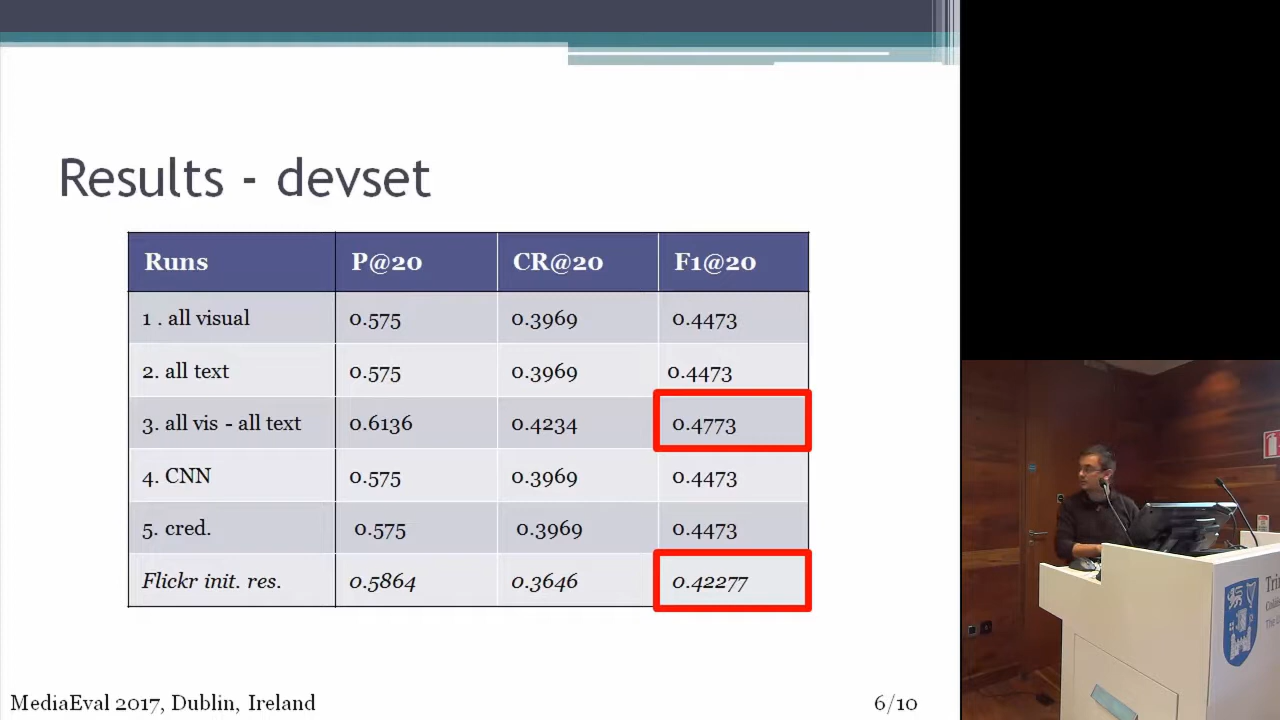 Results - devset
Runs P@20 CR@20 F1@20
1 . all visual 0.575 0.3969 0.4473
2. all text 0.575 0.3969 0.4473
3. all vis - all text 0.6136 0.4234 0.4773
4. CNN 0.575 0.3969 0.4473
5. cred. 0.575 0.3969 0.4473
Flickr init. res. 0.5864 0.3646 0.42277
MediaEval 2017, Dublin, Ireland 6/10